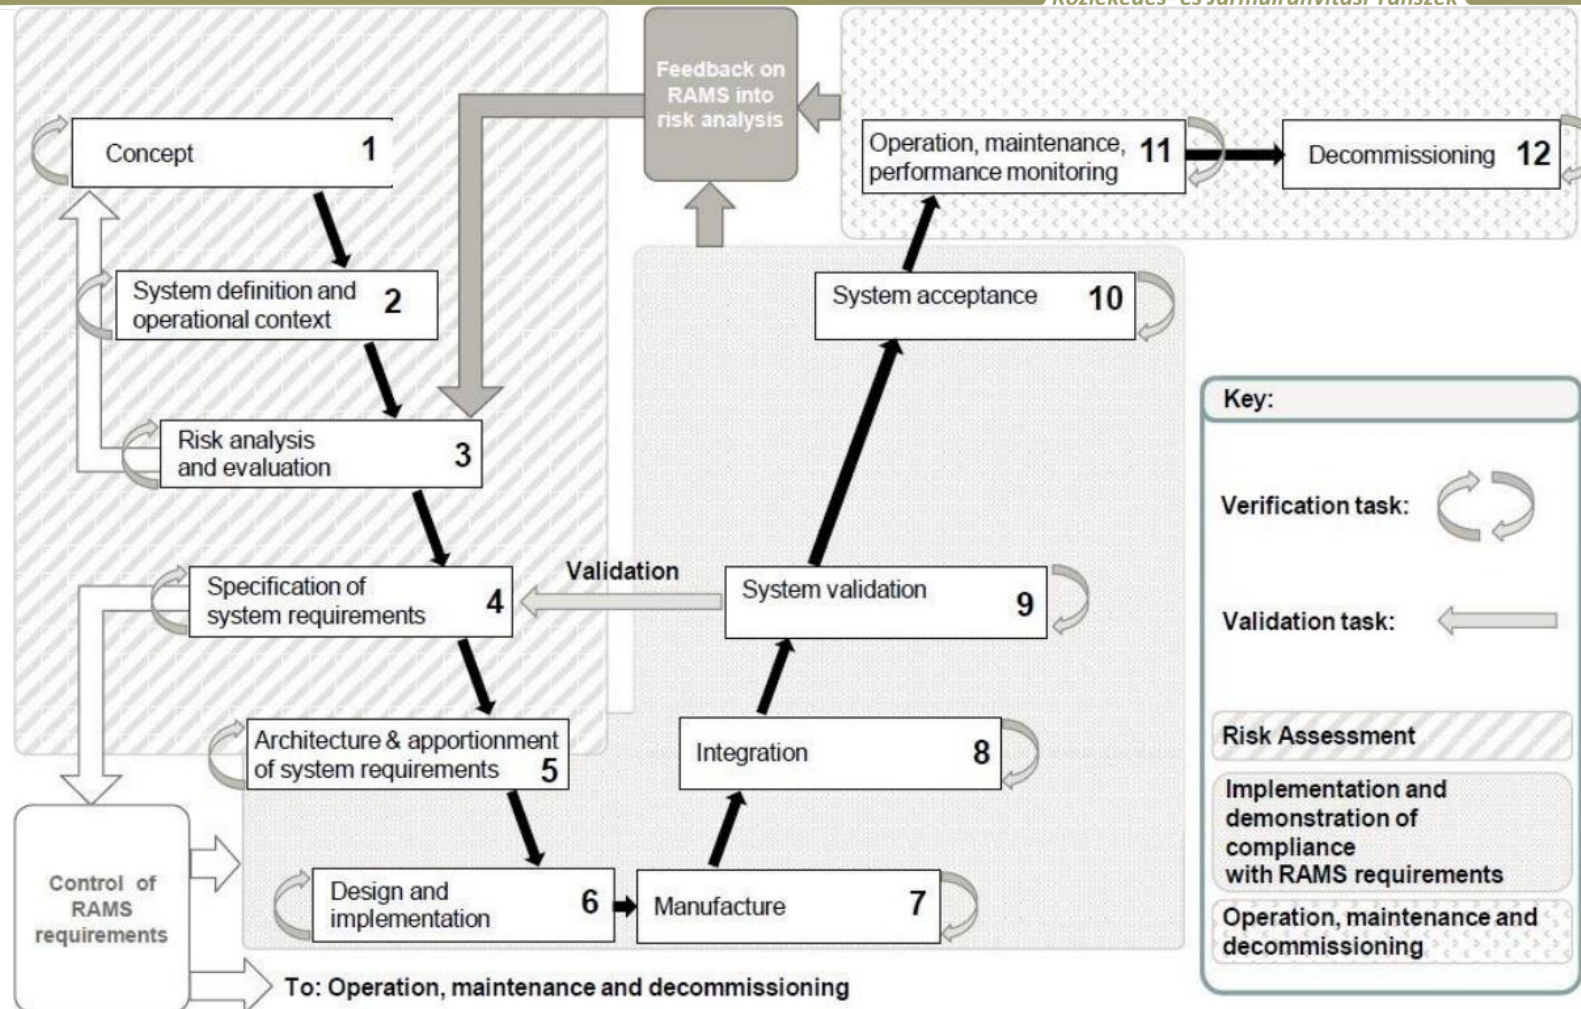 Közlekedés- és Járműirányítási Tanszék
Feedback on
RAMS into
risk analysis
Concept 1
Operation, maintenance, 11
performance monitoring
Decommissioning 12
System definition and 2
operational context
System acceptance 10
Key:
Risk analysis 3
and evaluation
Verification task:
Validation
Specification of 4
system requirements
System validation 9
Validation task:
Architecture & apportionment
of system requirements 5
Integration 8
Risk Assessment
Implementation and
demonstration of
compliance
with RAMS requirements
Control of
RAMS
requirements
Design and 6
implementation
Manufacture 7
Operation, maintenance and
decommissioning
To: Operation, maintenance and decommissioning